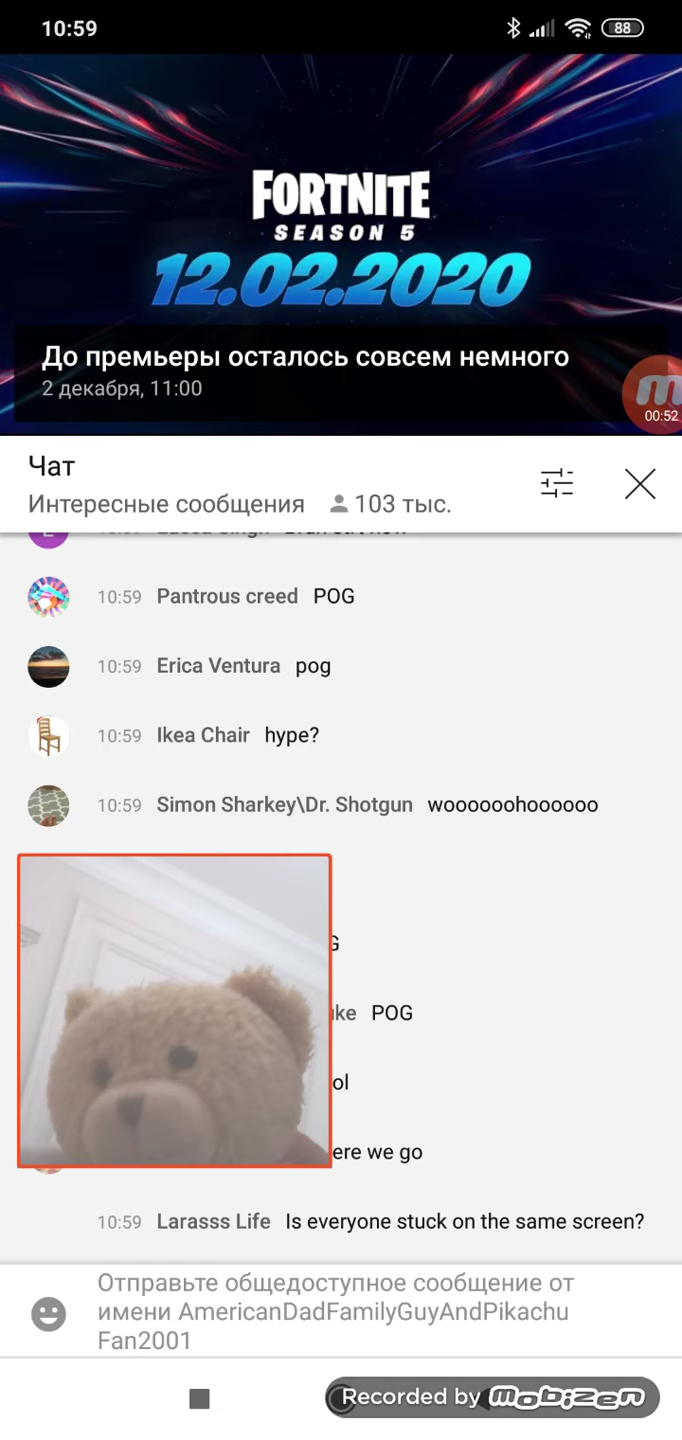 10:59
88
FORTNITE
SEASON 5
12.02.2020
До премьеры осталось совсем немного
2 декабря, 11:00
00:52
Чат
Интересные сообщения 103 тыс.
10:59 Pantrous creed POG
10:59 Erica Ventura pog
10:59 Ikea Chair hype?
10:59 Simon Sharkey\Dr. Shotgun woooooohoooooo
POG
we go
10:59 Larasss Life Is everyone stuck on the same screen?
Отправьте общедоступное сообщение от
имени AmericanDadFamilyGuyAndPikachu
Fan2001
Recorded by mobizen